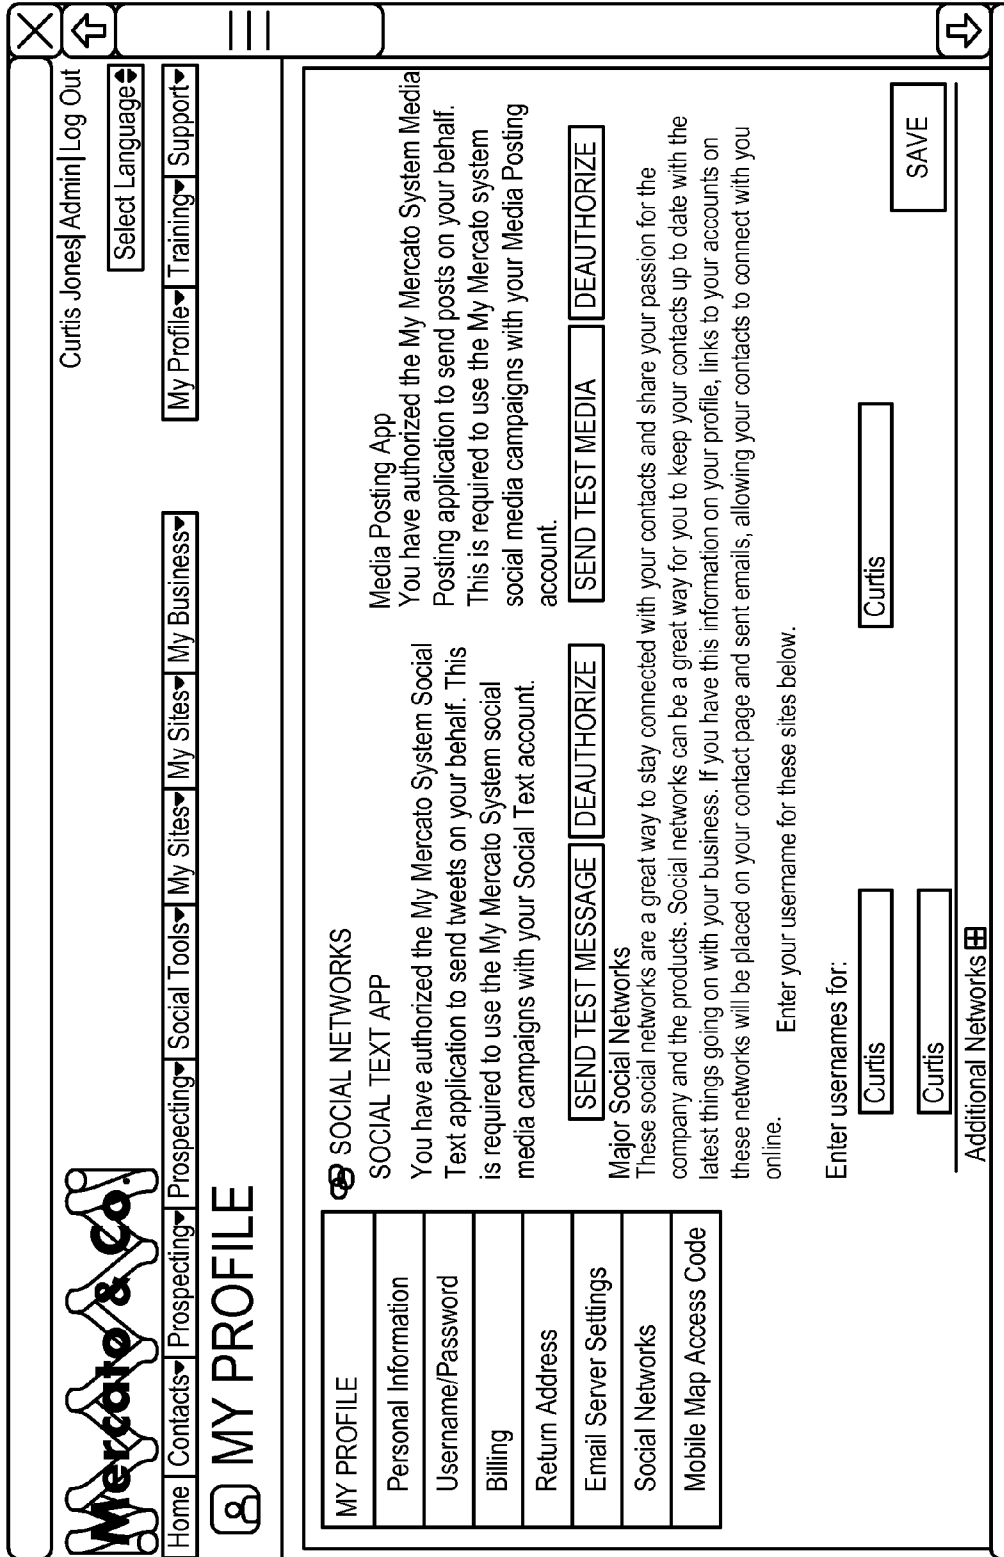 Curtis Jones| Admin| Log Out
Select Language
Mercato & Co.
Home
Contacts
Prospecting
Prospecting
Social Tools
My Sites
My Sites
My Business
My Profile
Training
Support
MY PROFILE
MY PROFILE
Personal Information
Username/Password
Billing
Return Address
Email Server Settings
Social Networks
Mobile Map Access Code
SOCIAL NETWORKS
SOCIAL TEXT APP
You have authorized the My Mercato System Social
Text application to send tweets on your behalf. This
is required to use the My Mercato System social
media campaigns with your Social Text account.
SEND TEST MESSAGE
DEAUTHORIZE
Media Posting App
You have authorized the My Mercato System Media
Posting application to send posts on your behalf.
This is required to use the My Mercato system
social media campaigns with your Media Posting
account.
SEND TEST MEDIA
DEAUTHORIZE
Major Social Networks
These social networks are a great way to stay connected with your contacts and share your passion for the
company and the products. Social networks can be a great way for you to keep your contacts up to date with the
latest things going on with your business. If you have this information on your profile, links to your accounts on
these networks will be placed on your contact page and sent emails, allowing your contacts to connect with you
online. Enter your username for these sites below.
Enter usernames for:
Curtis
Curtis
Curtis
SAVE
Additional Networks